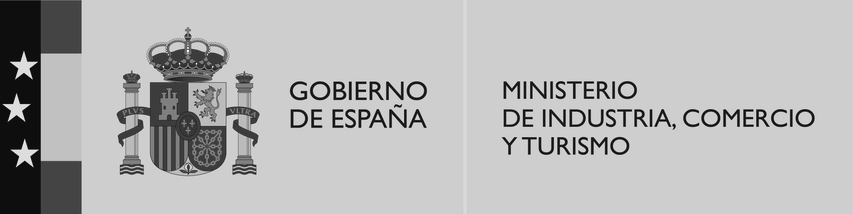 PLVS VLTRA
GOBIERNO
DE ESPAÑA
MINISTERIO
DE INDUSTRIA, COMERCIO
Y TURISMO